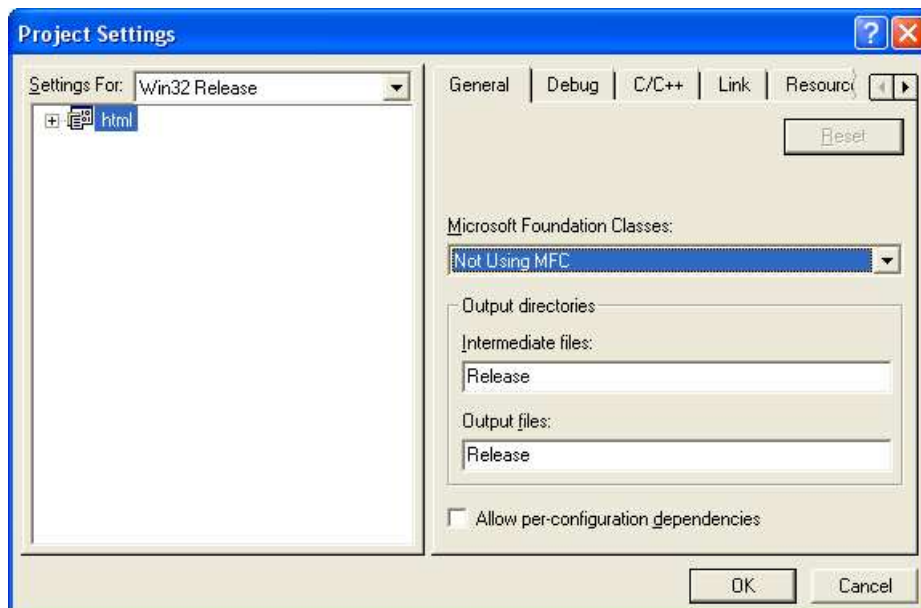 Project Settings
Settings For: Win32 Release
html
General Debug C/C++ Link Resourc
Reset
Microsoft Foundation Classes:
Not Using MFC
Output directories
Intermediate files:
Release
Output files:
Release
Allow per-configuration dependencies
OK Cancel